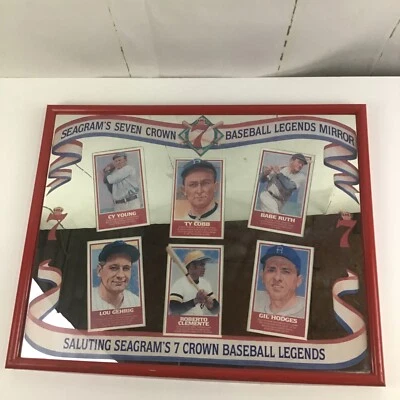 SEAGRAM'S SEVEN CROWN 7 BASEBALL LEGENDS MIRROR
CY YOUNG
TY COBB
BABE RUTH
7
7
LOU GEHRIG
ROBERTO
CLEMENTE
GIL HODGES
SALUTING SEAGRAM'S 7 CROWN BASEBALL LEGENDS